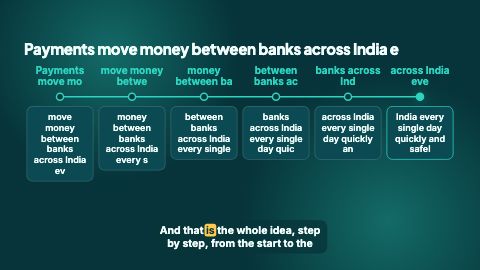 Payments move money between banks across India e
Payments
move mo
move money
betwe
money
between ba
between
banks ac
banks across
Ind
across India
eve
move
money
between
banks
across India
ev
money
between
banks
across India
every s
between
banks
across India
every single
banks
across India
every single
day quic
across India
every single
day quickly
an
India every
single day
quickly and
safel
And that is the whole idea, step
by step, from the start to the